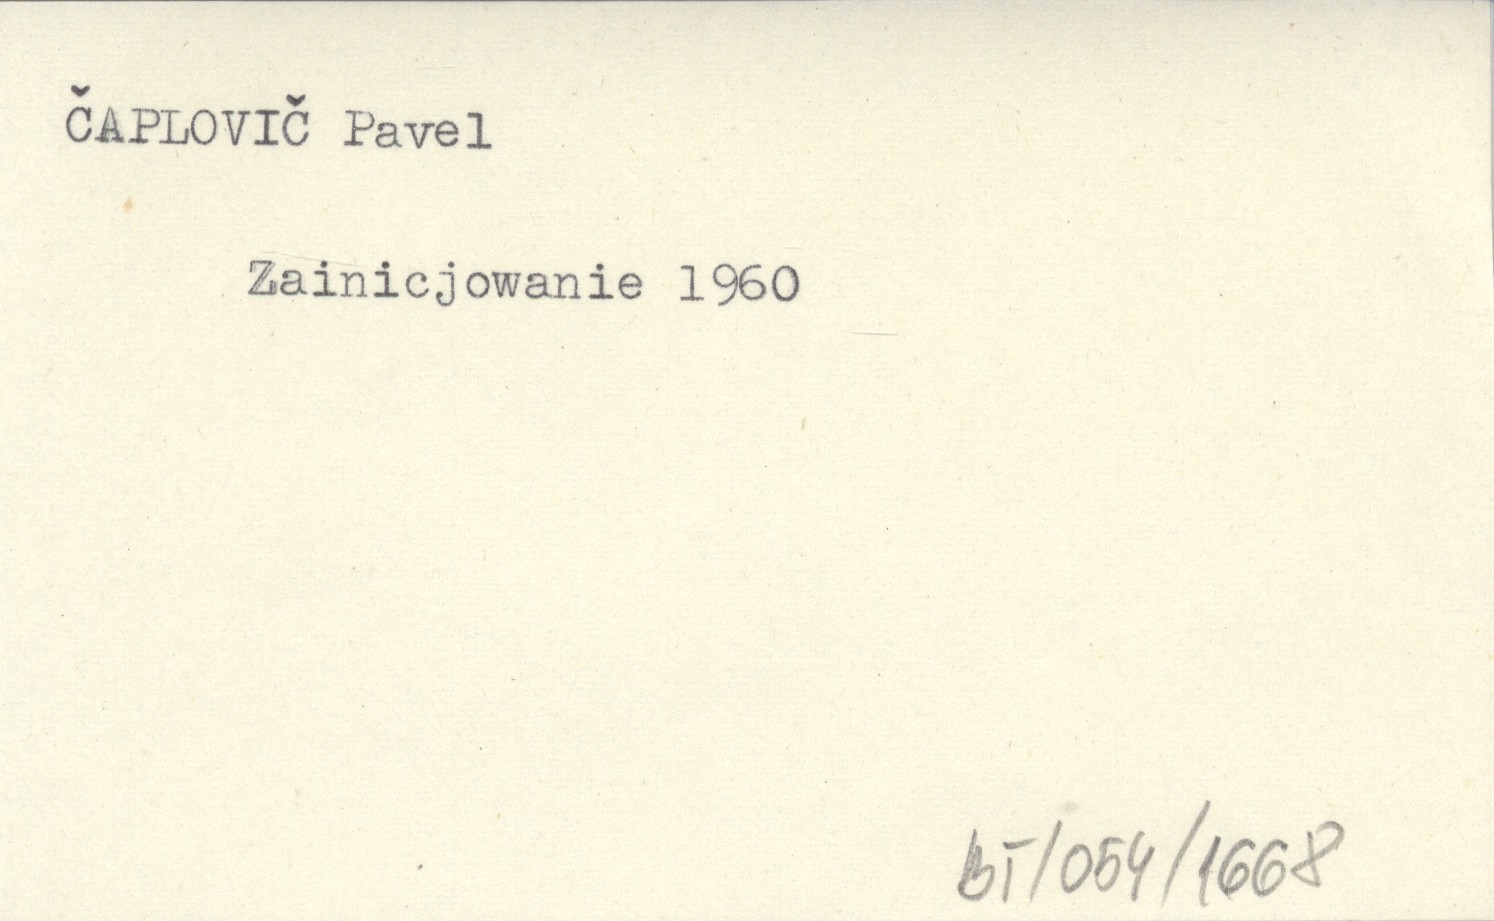 ČAPLOVIČ Pavel
Zainicjowanie 1960
BT/054/1668